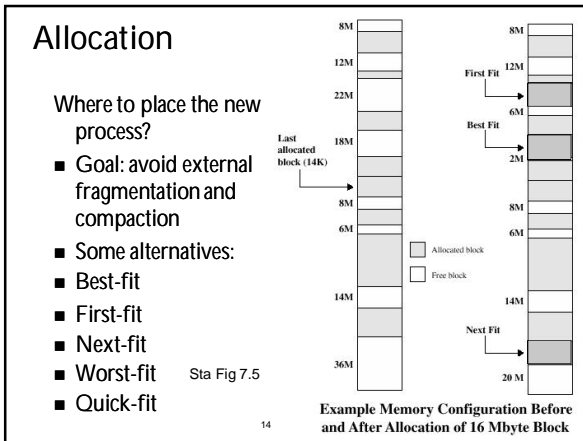 Allocation
Where to place the new
process?
■ Goal: avoid external
fragmentation and
compaction
■ Some alternatives:
■ Best-fit
■ First-fit
■ Next-fit
■ Worst-fit Sta Fig 7.5
■ Quick-fit
14
8M
12M
22M
Last
allocated
block (14K)
18M
8M
6M
14M
36M
Allocated block
Free block
8M
12M
First Fit
6M
Best Fit
2M
8M
6M
14M
Next Fit
20 M
Example Memory Configuration Before
and After Allocation of 16 Mbyte Block